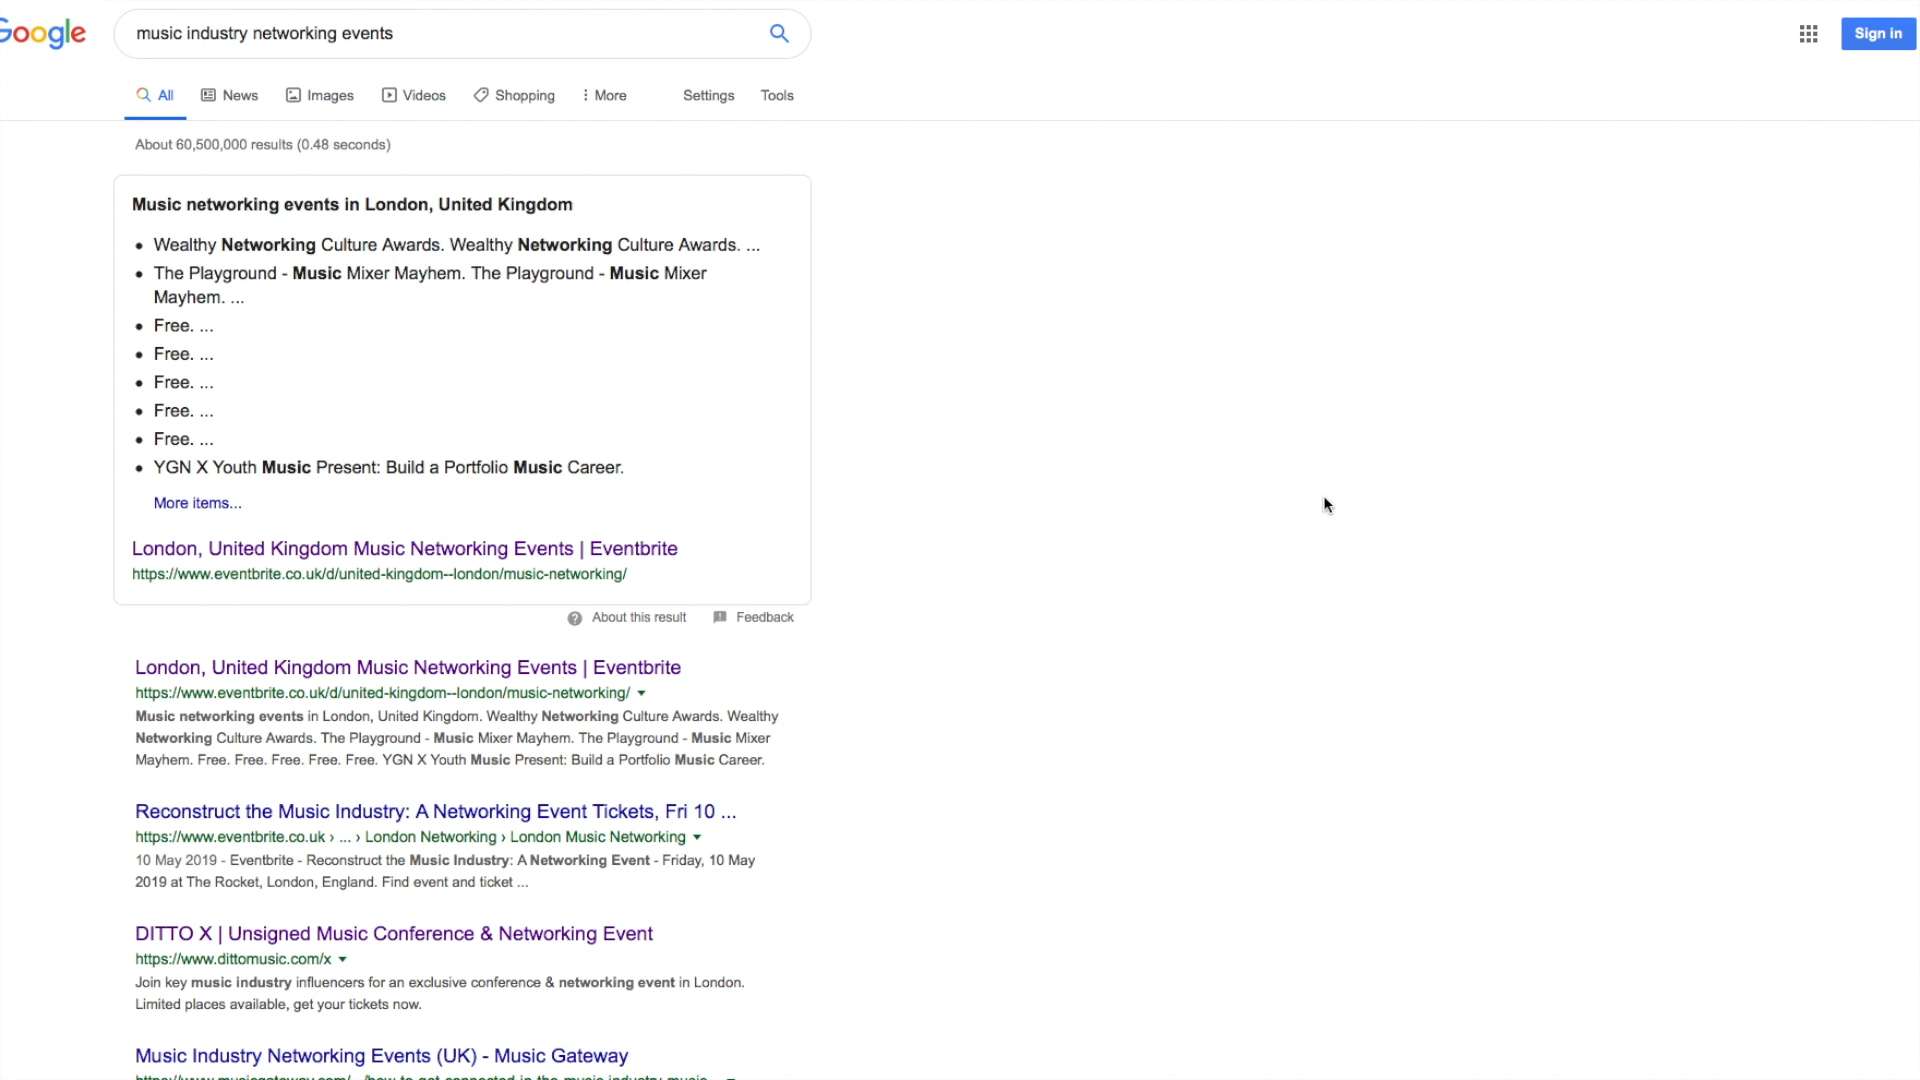 Google
music industry networking events
Sign in
All News Images Videos Shopping More Settings Tools
About 60,500,000 results (0.48 seconds)
Music networking events in London, United Kingdom
Wealthy Networking Culture Awards. Wealthy Networking Culture Awards. ...
The Playground - Music Mixer Mayhem. The Playground - Music Mixer
Mayhem. ...
Free. ...
Free. ...
Free. ...
Free. ...
Free. ...
YGN X Youth Music Present: Build a Portfolio Music Career.
More items...
London, United Kingdom Music Networking Events | Eventbrite
https://www.eventbrite.co.uk/d/united-kingdom--london/music-networking/
About this result Feedback
London, United Kingdom Music Networking Events | Eventbrite
https://www.eventbrite.co.uk/d/united-kingdom--london/music-networking/
Music networking events in London, United Kingdom. Wealthy Networking Culture Awards. Wealthy
Networking Culture Awards. The Playground - Music Mixer Mayhem. The Playground - Music Mixer
Mayhem. Free. Free. Free. Free. Free. YGN X Youth Music Present: Build a Portfolio Music Career.
Reconstruct the Music Industry: A Networking Event Tickets, Fri 10 ...
https://www.eventbrite.co.uk › ... › London Networking › London Music Networking
10 May 2019 - Eventbrite - Reconstruct the Music Industry: A Networking Event - Friday, 10 May
2019 at The Rocket, London, England. Find event and ticket ...
DITTO X | Unsigned Music Conference & Networking Event
https://www.dittomusic.com/x
Join key music industry influencers for an exclusive conference & networking event in London.
Limited places available, get your tickets now.
Music Industry Networking Events (UK) - Music Gateway